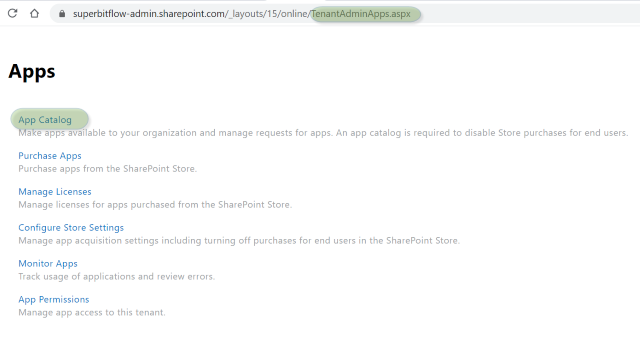 superbitflow-admin.sharepoint.com/_layouts/15/online/TenantAdminApps.aspx
Apps
App Catalog
Make apps available to your organization and manage requests for apps. An app catalog is required to disable Store purchases for end users.
Purchase Apps
Purchase apps from the SharePoint Store.
Manage Licenses
Manage licenses for apps purchased from the SharePoint Store.
Configure Store Settings
Manage app acquisition settings including turning off purchases for end users in the SharePoint Store.
Monitor Apps
Track usage of applications and review errors.
App Permissions
Manage app access to this tenant.